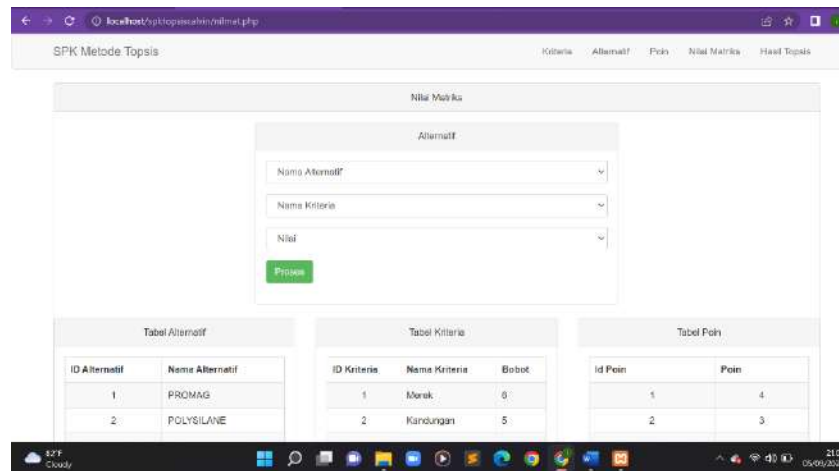 localhost/spktopsiscalvin/nilmat.php
SPK Metode Topsis
Kriteria Alternatif Poin Nilai Matriks Hasil Topsis
Nilai Matriks
Alternatif
Nama Alternatif
Nama Kriteria
Nilai
Proses
Tabel Alternatif Tabel Kriteria Tabel Poin
ID Alternatif Nama Alternatif ID Kriteria Nama Kriteria Bobot Id Poin Poin
1 PROMAG 1 Merek 6 1 4
2 POLYSILANE 2 Kandungan 5 2 3
82°F
Cloudy